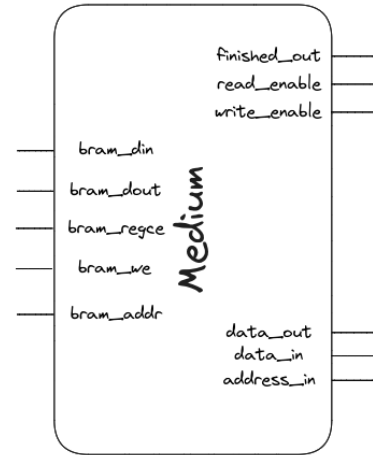 finished_out
read_enable
write_enable
bram_din
bram_dout
bram_regce
bram_we
bram_addr
Medium
data_out
data_in
address_in